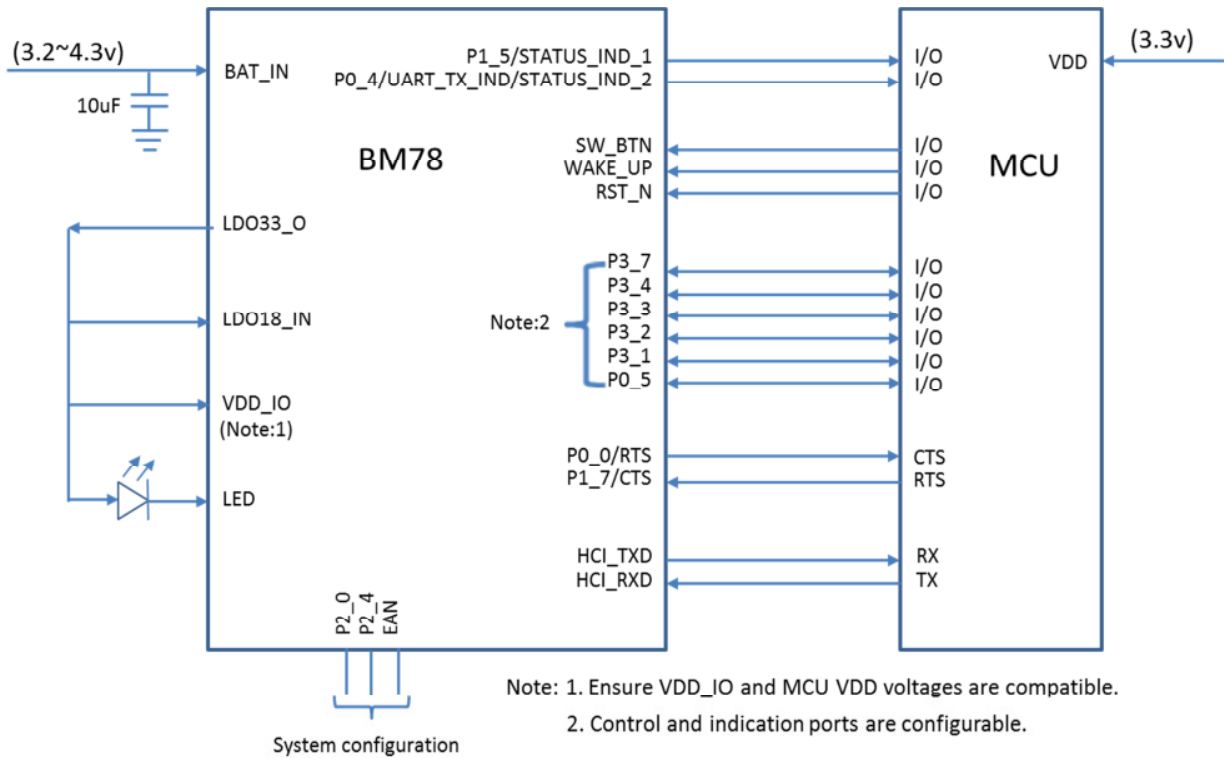 (3.2~4.3v)
10uF
BAT_IN
BM78
LDO33_O
LDO18_IN
VDD_IO
(Note:1)
LED
P2_0
P2_4
EAN
System configuration
P1_5/STATUS_IND_1
P0_4/UART_TX_IND/STATUS_IND_2
SW_BTN
WAKE_UP
RST_N
Note:2
P3_7
P3_4
P3_3
P3_2
P3_1
P0_5
P0_0/RTS
P1_7/CTS
HCI_TXD
HCI_RXD
I/O
I/O
I/O
I/O
I/O
I/O
I/O
I/O
I/O
I/O
I/O
CTS
RTS
RX
TX
MCU
VDD
(3.3v)
Note: 1. Ensure VDD_IO and MCU VDD voltages are compatible.
2. Control and indication ports are configurable.